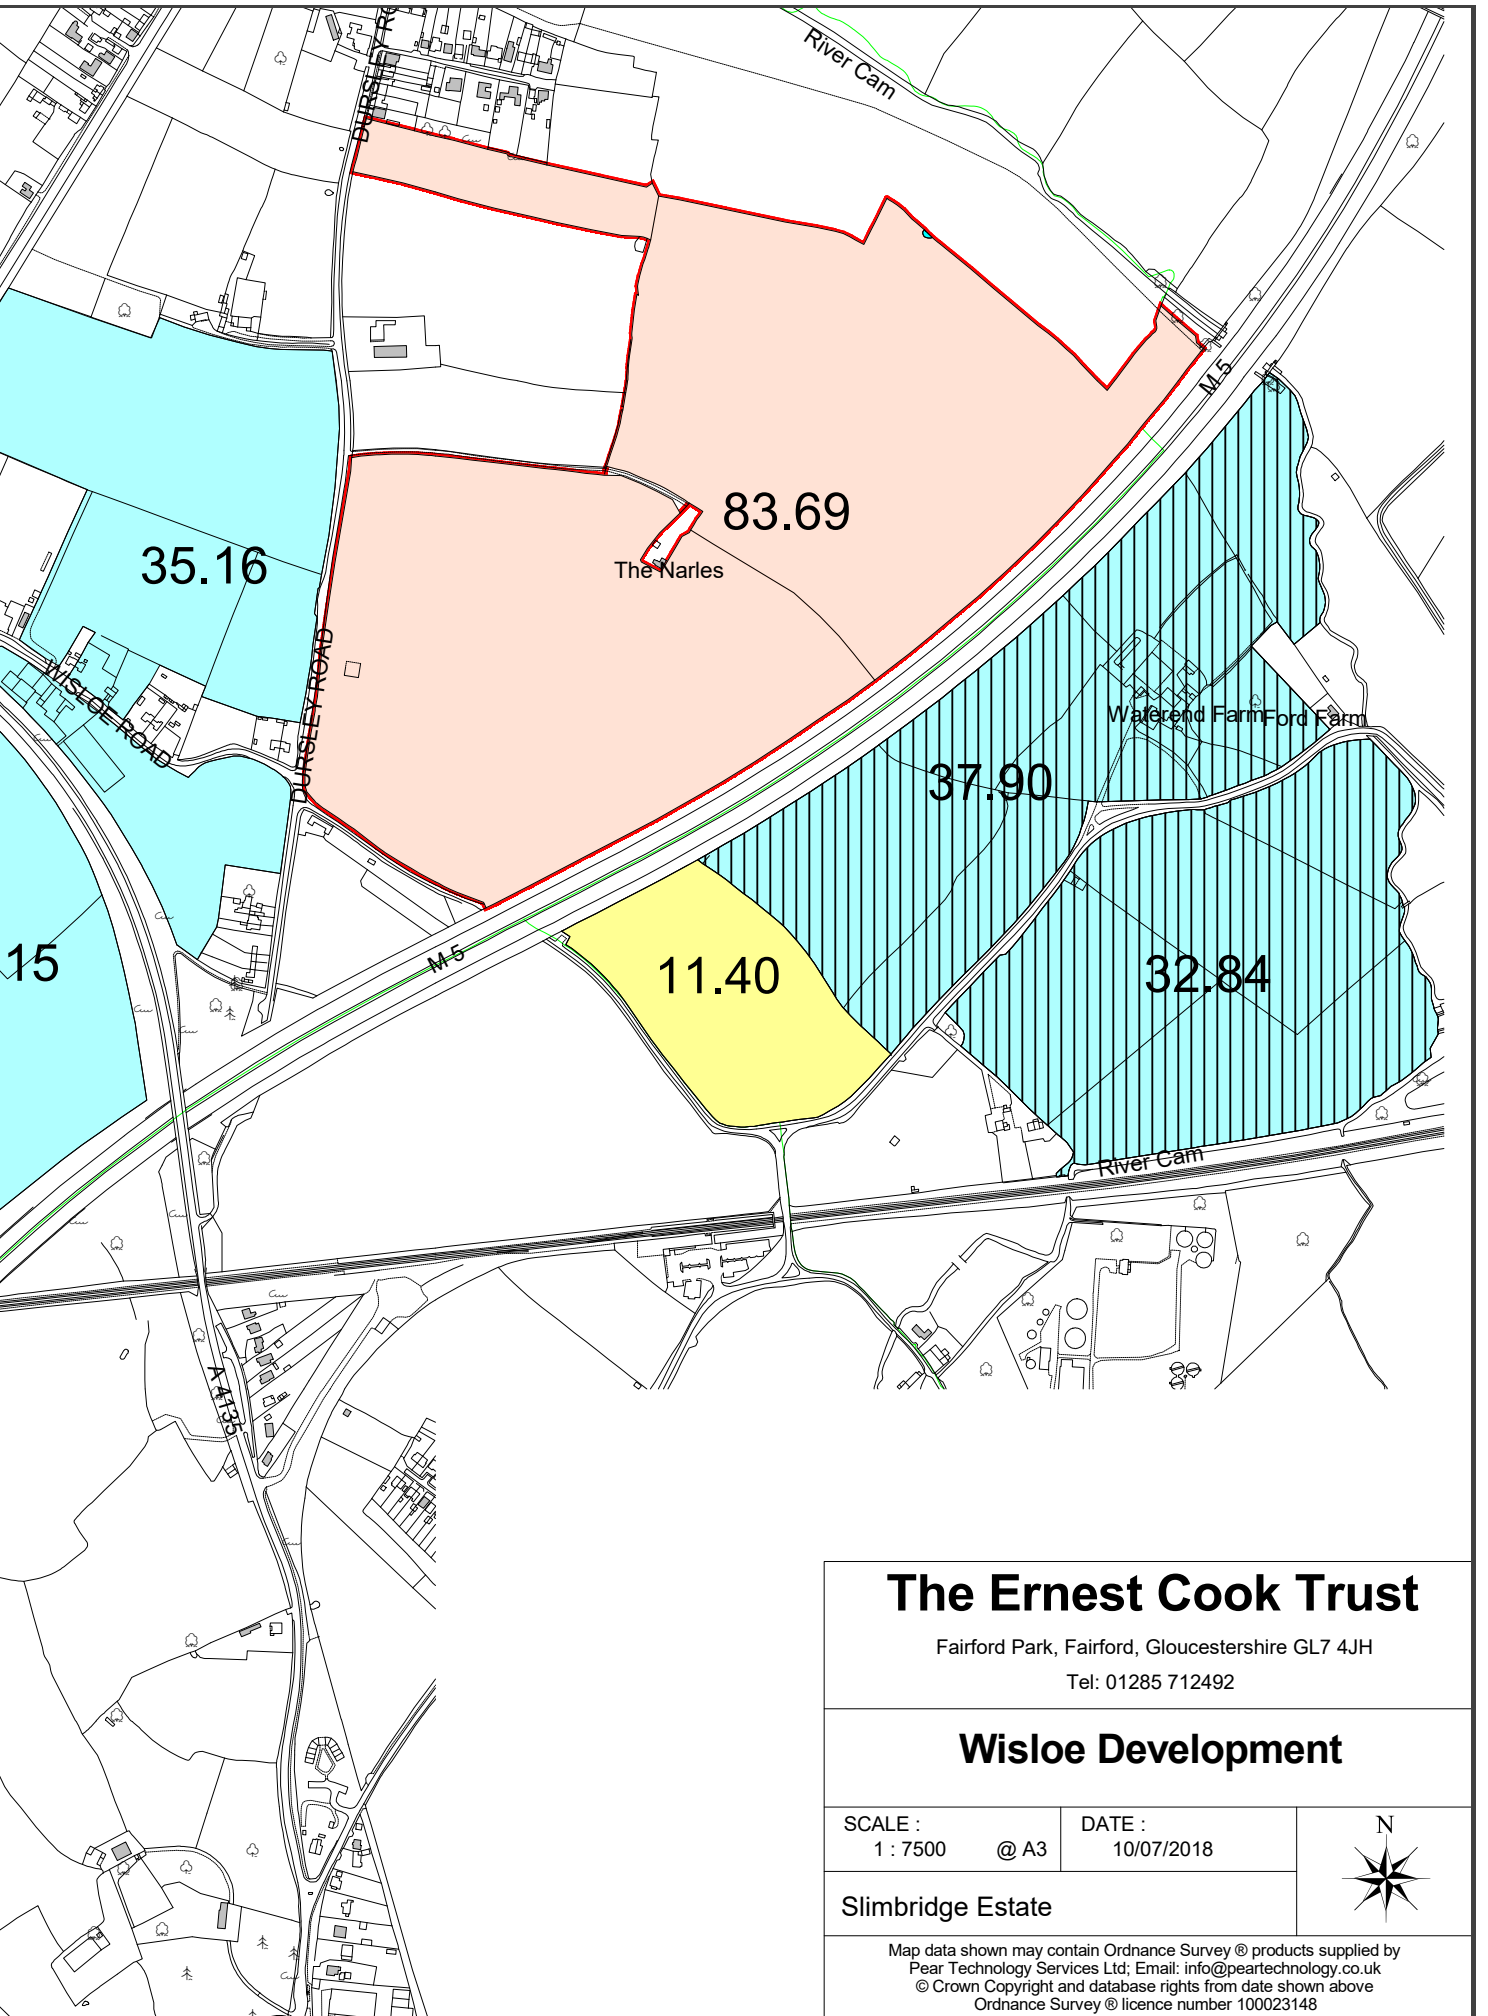 DURSLEY RO
River Cam
M 5
83.69
35.16
The Narles
DURSLEY ROAD
WISLOE ROAD
Waterend Farm
Ford Farm
37.90
15
M 5
11.40
32.84
River Cam
A 4135
The Ernest Cook Trust
Fairford Park, Fairford, Gloucestershire GL7 4JH
Tel: 01285 712492
Wisloe Development
SCALE :
1 : 7500 @ A3
DATE :
10/07/2018
N
Slimbridge Estate
Map data shown may contain Ordnance Survey ® products supplied by
Pear Technology Services Ltd; Email: info@peartechnology.co.uk
© Crown Copyright and database rights from date shown above
Ordnance Survey ® licence number 100023148